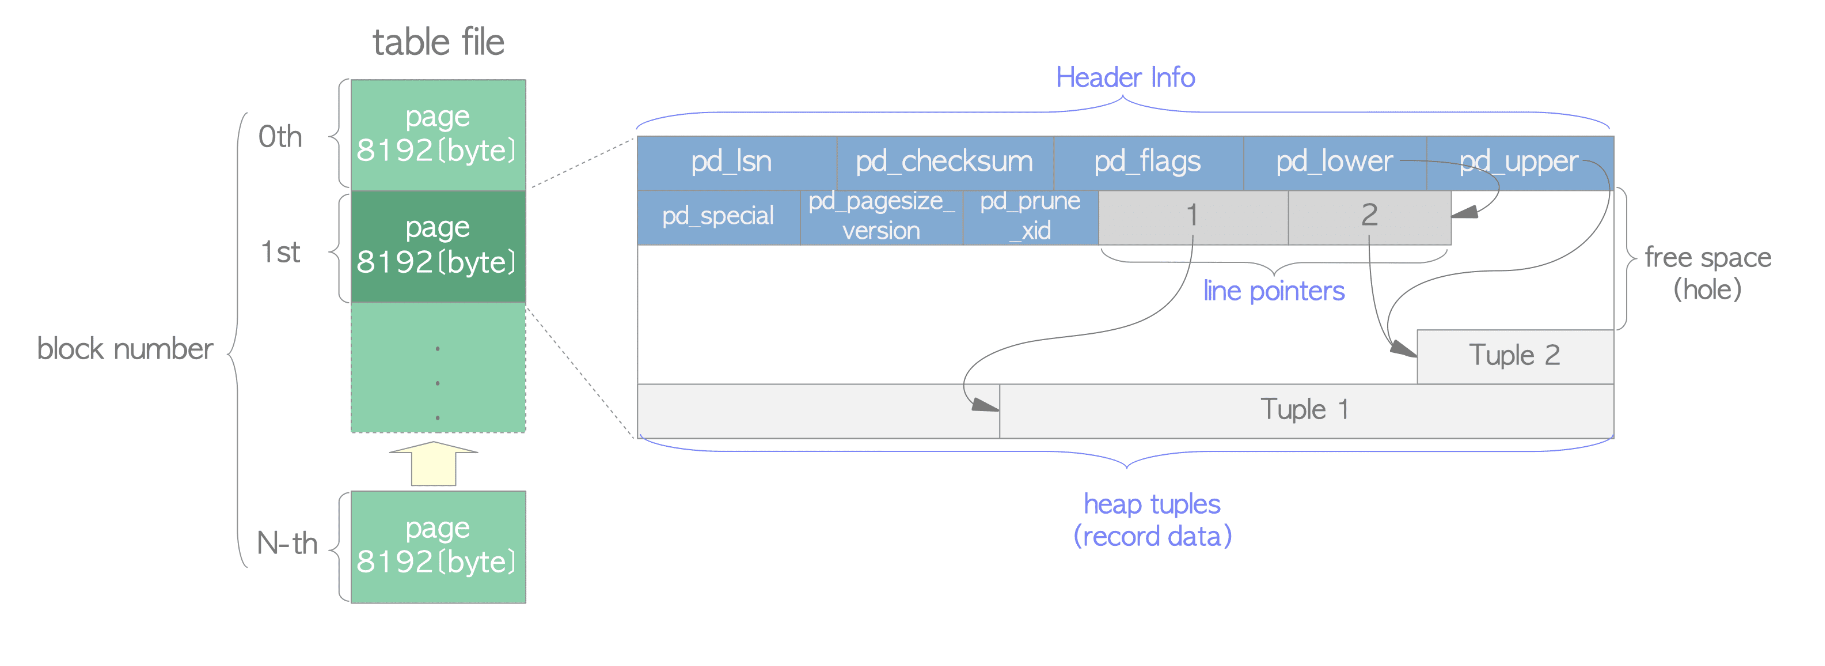 table file
block number
0th
page
8192[byte]
1st
page
8192[byte]
N-th
page
8192[byte]
Header Info
pd_lsn
pd_checksum
pd_flags
pd_lower
pd_upper
pd_special
pd_pagesize_
version
pd_prune
_xid
1
2
line pointers
free space
(hole)
Tuple 2
Tuple 1
heap tuples
(record data)